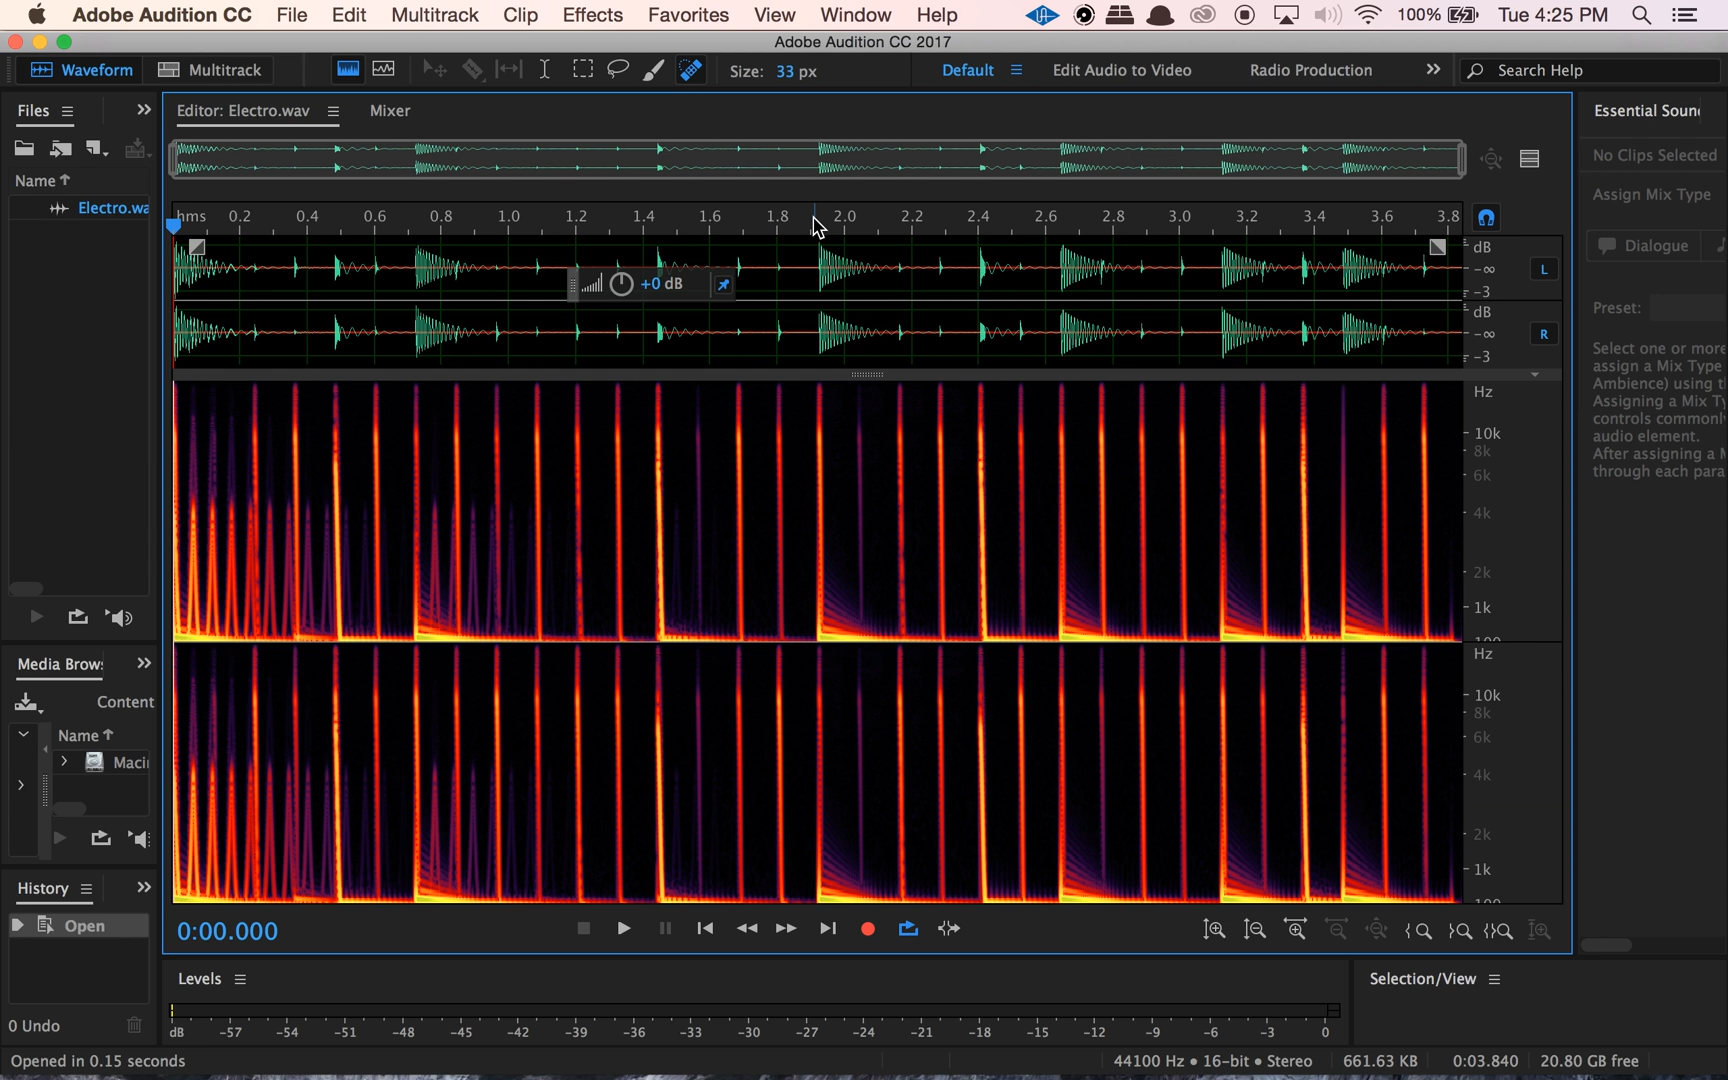 Adobe Audition CC File Edit Multitrack Clip Effects Favorites View Window Help 100% Tue 4:25 PM
Adobe Audition CC 2017
Waveform Multitrack Size: 33 px Default Edit Audio to Video Radio Production Search Help
Files Editor: Electro.wav Mixer Essential Soun
No Clips Selected
Name
Assign Mix Type
Electro.wa
hms 0.2 0.4 0.6 0.8 1.0 1.2 1.4 1.6 1.8 2.0 2.2 2.4 2.6 2.8 3.0 3.2 3.4 3.6 3.8
dB
Dialogue
-∞ L
+0 dB
-3
dB
Preset:
-∞ R
-3
Select one or more
assign a Mix Type
Ambience) using t
Assigning a Mix Ty
controls commonl
audio element.
After assigning a M
through each para
Hz
10k
8k
6k
4k
2k
1k
100
Hz
10k
8k
6k
4k
2k
1k
100
Media Brows
Content
Name
Maci
History
Open
0:00.000
Levels Selection/View
0 Undo
dB -57 -54 -51 -48 -45 -42 -39 -36 -33 -30 -27 -24 -21 -18 -15 -12 -9 -6 -3 0
Opened in 0.15 seconds 44100 Hz • 16-bit • Stereo 661.63 KB 0:03.840 20.80 GB free